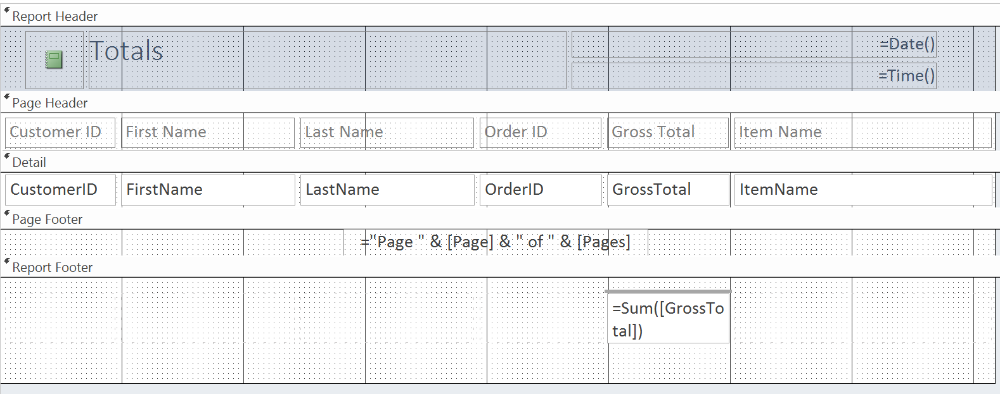 Report Header
Totals
=Date()
=Time()
Page Header
Customer ID First Name Last Name Order ID Gross Total Item Name
Detail
CustomerID FirstName LastName OrderID GrossTotal ItemName
Page Footer
="Page " & [Page] & " of " & [Pages]
Report Footer
=Sum([GrossTo
tal])